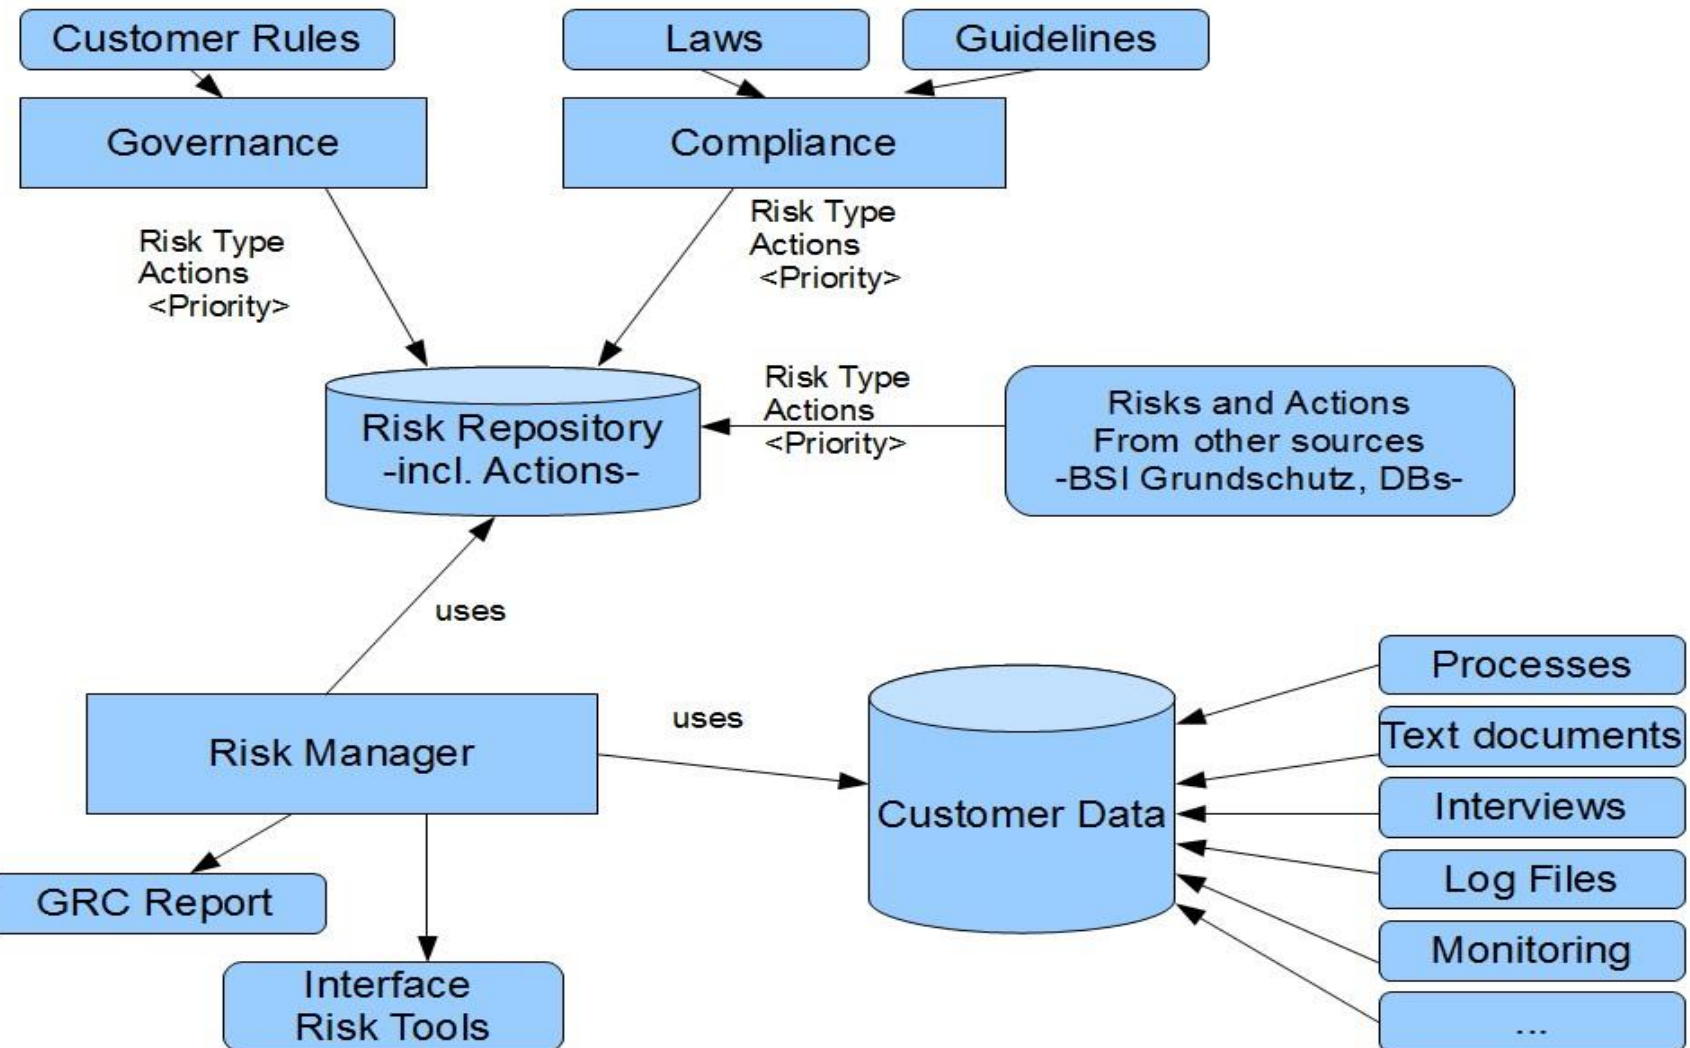 Customer Rules
Laws
Guidelines
Governance
Compliance
Risk Type
Actions
<Priority>
Risk Type
Actions
<Priority>
Risk Type
Actions
<Priority>
Risk Repository
-incl. Actions-
Risks and Actions
From other sources
-BSI Grundschutz, DBs-
uses
uses
Risk Manager
Customer Data
Processes
Text documents
Interviews
Log Files
Monitoring
...
GRC Report
Interface
Risk Tools